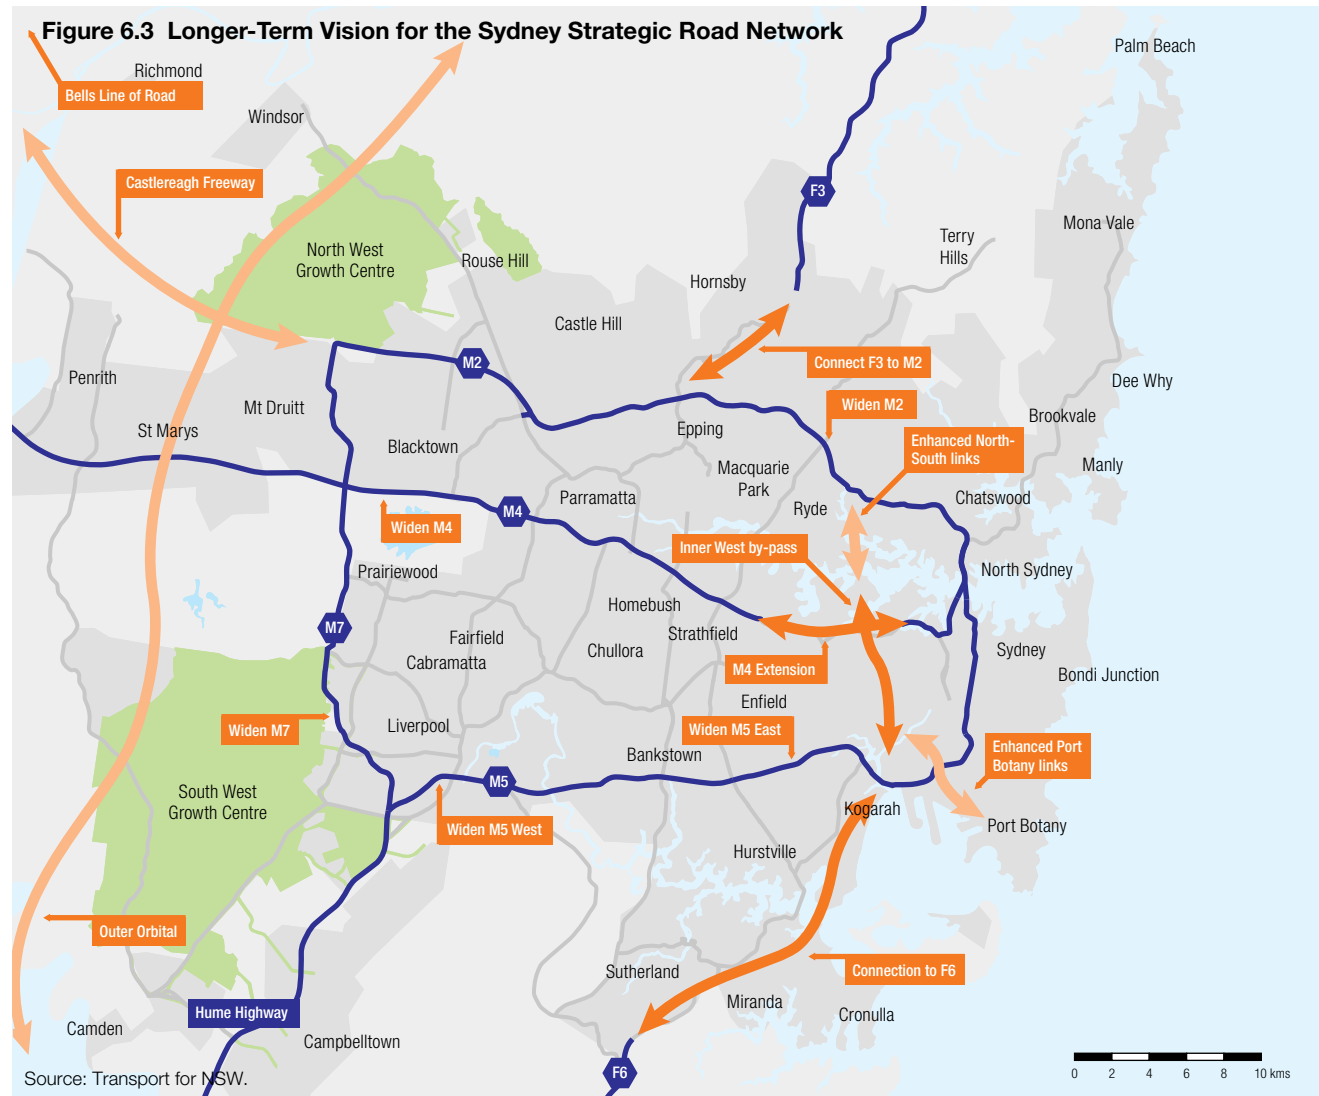 Figure 6.3 Longer-Term Vision for the Sydney Strategic Road Network
Palm Beach
Richmond
Bells Line of Road
Windsor
Castlereagh Freeway
F3
Mona Vale
Terry
Hills
North West
Growth Centre
Rouse Hill
Hornsby
Castle Hill
Connect F3 to M2
M2
Penrith
Dee Why
Mt Druitt
Widen M2
Brookvale
St Marys
Epping
Blacktown
Enhanced North-
South links
Manly
Macquarie
Park
Parramatta
Chatswood
Ryde
M4
Widen M4
Inner West by-pass
Prairiewood
North Sydney
Homebush
M7
Strathfield
Fairfield
Chullora
Sydney
Cabramatta
M4 Extension
Bondi Junction
Enfield
Liverpool
Widen M7
Widen M5 East
Bankstown
Enhanced Port
Botany links
M5
South West
Growth Centre
Kogarah
Port Botany
Widen M5 West
Hurstville
Outer Orbital
Sutherland
Connection to F6
Miranda
Hume Highway
Cronulla
Camden
Campbelltown
F6
Source: Transport for NSW.
0 2 4 6 8 10 kms